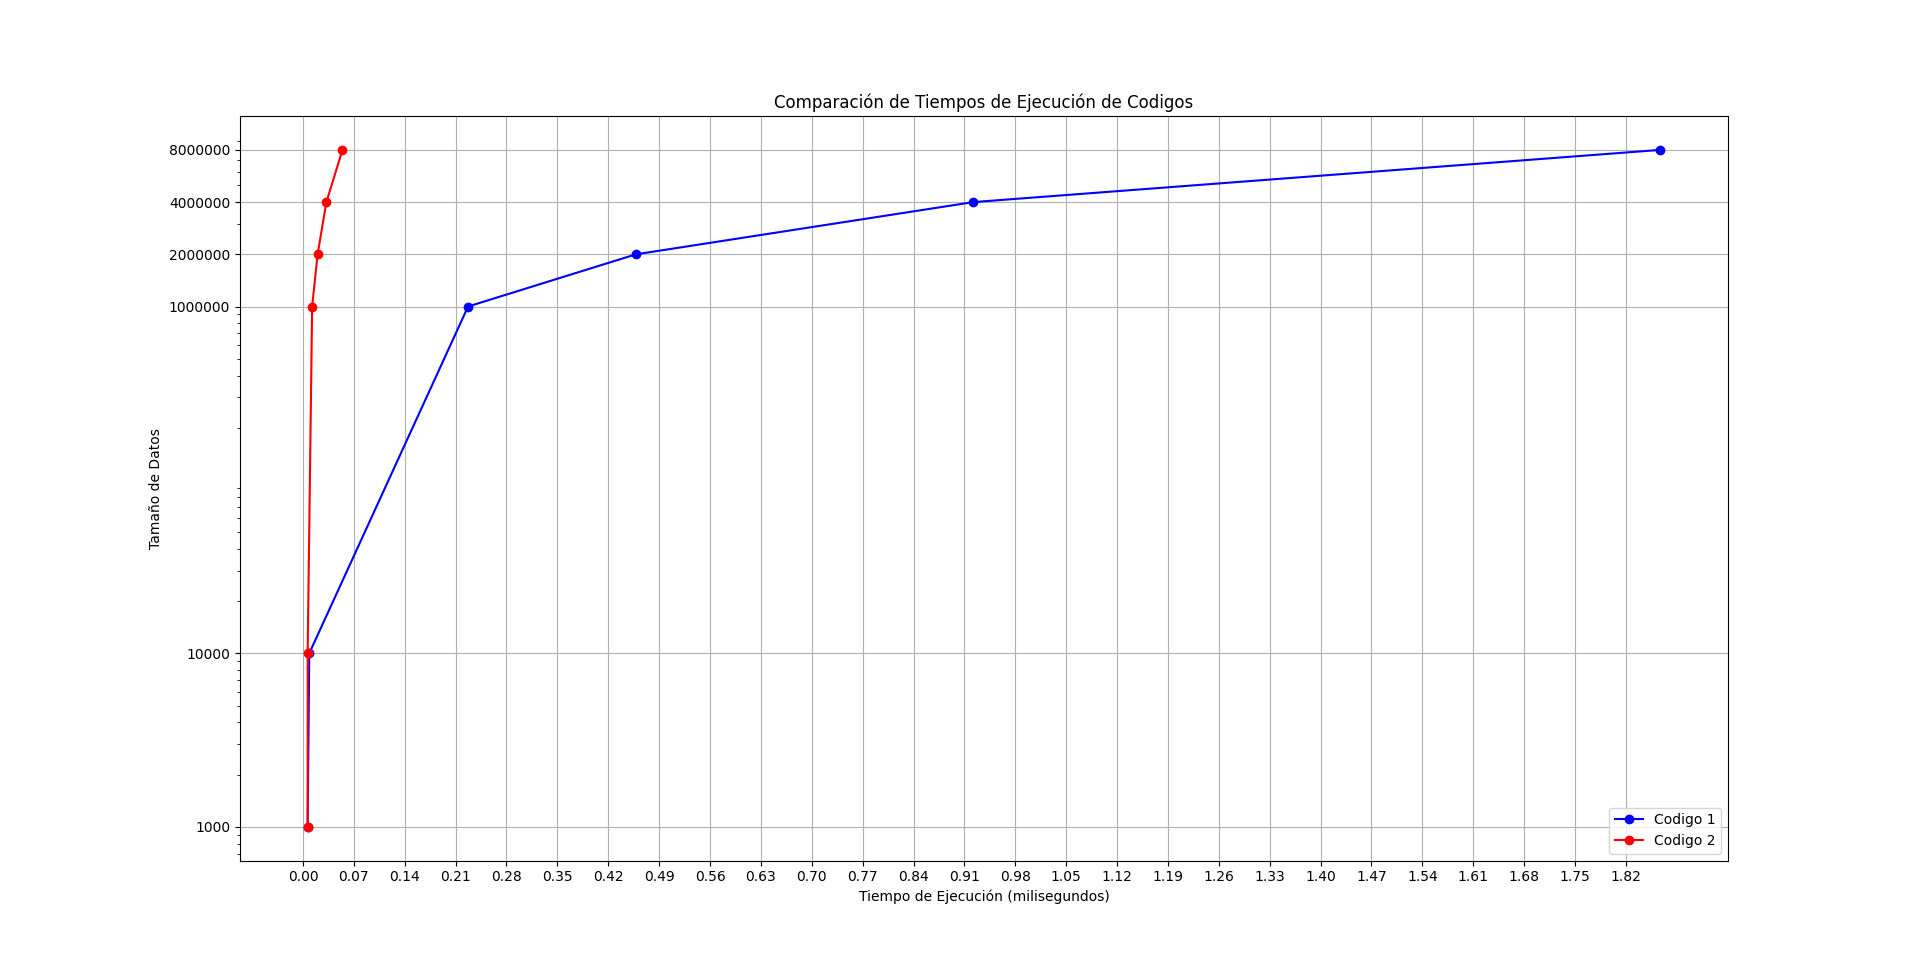 Comparación de Tiempos de Ejecución de Codigos
8000000
4000000
2000000
1000000
10000
1000
Tamaño de Datos
0.00 0.07 0.14 0.21 0.28 0.35 0.42 0.49 0.56 0.63 0.70 0.77 0.84 0.91 0.98 1.05 1.12 1.19 1.26 1.33 1.40 1.47 1.54 1.61 1.68 1.75 1.82
Tiempo de Ejecución (milisegundos)
Codigo 1
Codigo 2